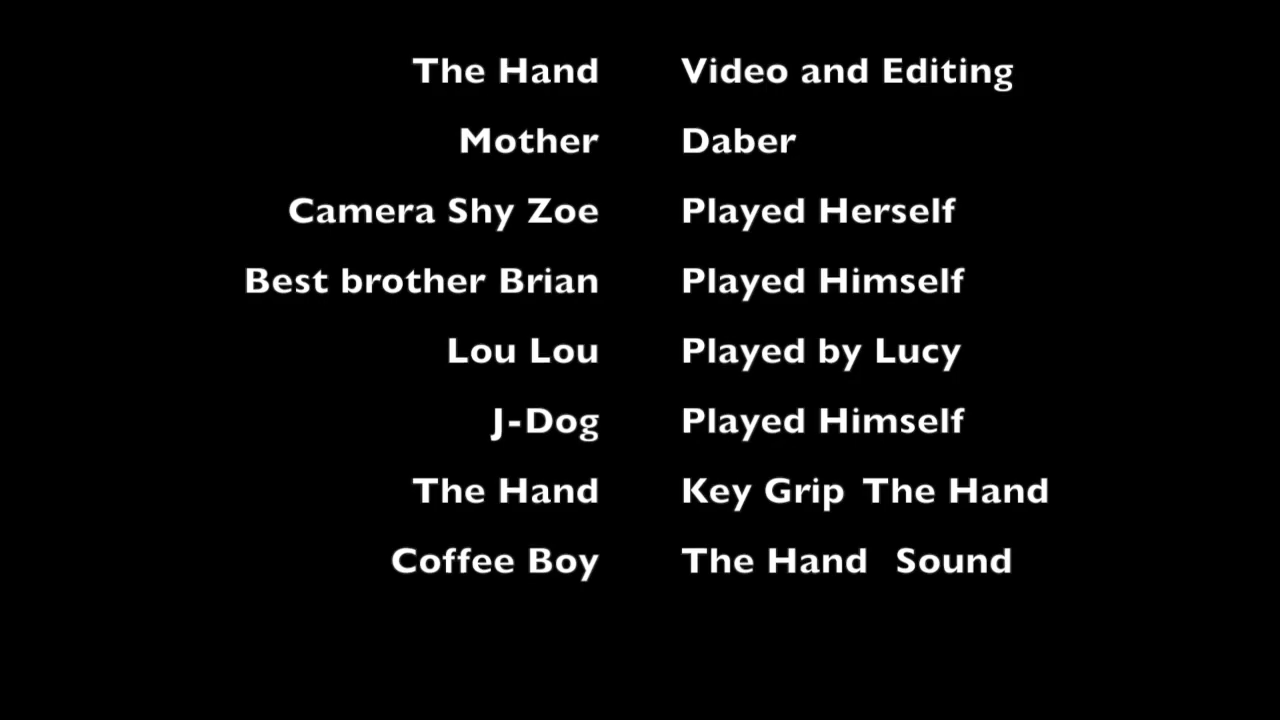 The Hand Video and Editing
Mother Daber
Camera Shy Zoe Played Herself
Best brother Brian Played Himself
Lou Lou Played by Lucy
J-Dog Played Himself
The Hand Key Grip The Hand
Coffee Boy The Hand Sound